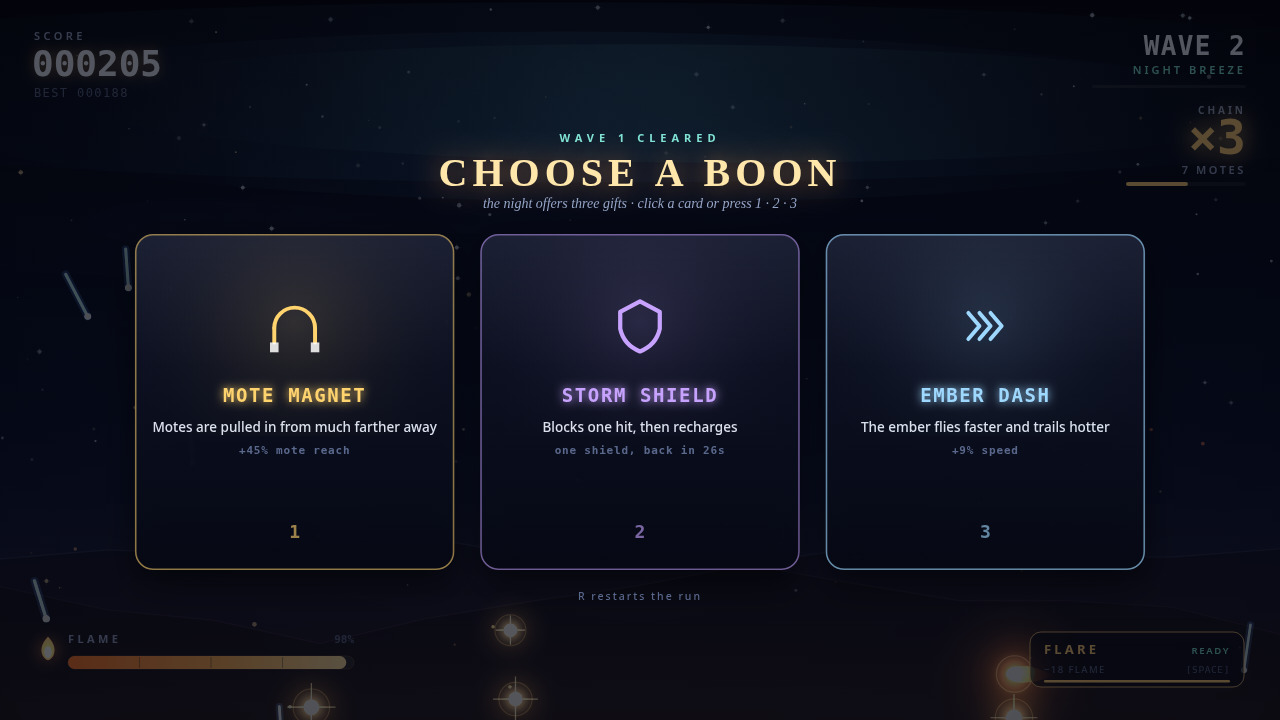 SCORE
000205
BEST 000188
WAVE 2
NIGHT BREEZE
CHAIN
×3
7 MOTES
WAVE 1 CLEARED
CHOOSE A BOON
the night offers three gifts · click a card or press 1 · 2 · 3
MOTE MAGNET
Motes are pulled in from much farther away
+45% mote reach
1
STORM SHIELD
Blocks one hit, then recharges
one shield, back in 26s
2
EMBER DASH
The ember flies faster and trails hotter
+9% speed
3
R restarts the run
FLAME 98%
FLARE READY
−18 FLAME [SPACE]